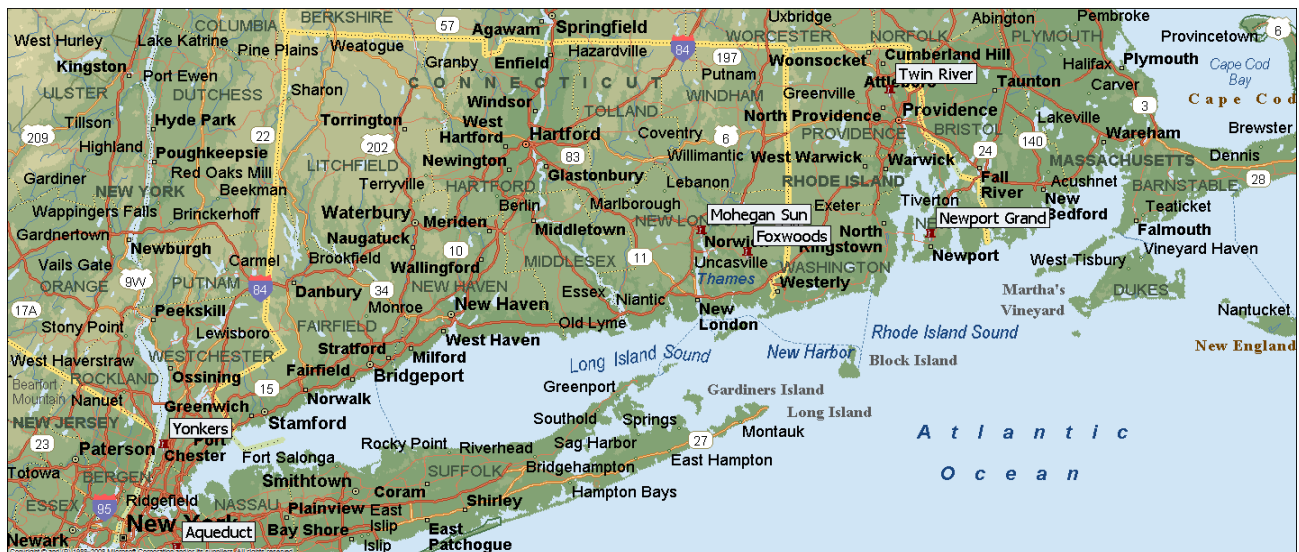 BERKSHIRE
Uxbridge
Abington
Pembroke
COLUMBIA
57
Agawam
Springfield
WORCESTER
NORFOLK
PLYMOUTH
6
West Hurley
Lake Katrine
Pine Plains
Weatogue
Hazardville
84
197
Woonsocket
Cumberland Hill
Provincetown
Kingston
Port Ewen
Granby
Enfield
Putnam
Twin River
Halifax
Plymouth
Cape Cod
Bay
ULSTER
DUTCHESS
Sharon
CONNECTICUT
WINDHAM
Greenville
Taunton
Carver
Cape Cod
Windsor
TOLLAND
3
Tillson
Hyde Park
Torrington
West
Hartford
North Providence
Providence
Lakeville
Brewster
209
22
202
Hartford
Coventry
6
PROVIDENCE
BRISTOL
140
Wareham
Highland
Poughkeepsie
LITCHFIELD
Newington
83
Willimantic
West Warwick
Warwick
24
MASSACHUSETTS
Dennis
Gardiner
Red Oaks Mill
Terryville
HARTFORD
Glastonbury
Lebanon
RHODE ISLAND
Fall
River
Acushnet
BARNSTABLE
28
NEW YORK
Beekman
Wappingers Falls
Brinckerhoff
Waterbury
Meriden
Berlin
Marlborough
Mohegan Sun
Exeter
Tiverton
New
Bedford
Teaticket
Newport Grand
Gardnertown
Newburgh
Naugatuck
Middletown
Foxwoods
North
Kingstown
Falmouth
Vails Gate
Carmel
Brookfield
10
Wallingford
MIDDLESEX
11
Uncasville
WASHINGTON
Newport
Vineyard Haven
ORANGE
9W
PUTNAM
84
Danbury
34
NEW HAVEN
Thames
Westerly
West Tisbury
Martha's
Vineyard
DUKES
17A
Peekskill
Monroe
New Haven
Essex
Niantic
New
London
Nantucket
Stony Point
Lewisboro
FAIRFIELD
Old Lyme
Rhode Island Sound
West Haverstraw
WESTCHESTER
Stratford
Milford
West Haven
Long Island Sound
New Harbor
Block Island
New England
ROCKLAND
Ossining
Fairfield
Bridgeport
Bearfort
Mountain
Nanuet
15
Norwalk
Greenport
Gardiners Island
Greenwich
Stamford
Southold
Springs
Long Island
NEW JERSEY
Yonkers
Port
Chester
Montauk
Atlantic
Ocean
23
Paterson
Rocky Point
Riverhead
Sag Harbor
27
East Hampton
Totowa
BERGEN
Fort Salonga
SUFFOLK
Bridgehampton
Smithtown
Coram
Hampton Bays
ESSEX
95
Ridgefield
NASSAU
Plainview
East
Islip
Shirley
New York
Aqueduct
Bay Shore
East
Patchogue
Newark
Islip